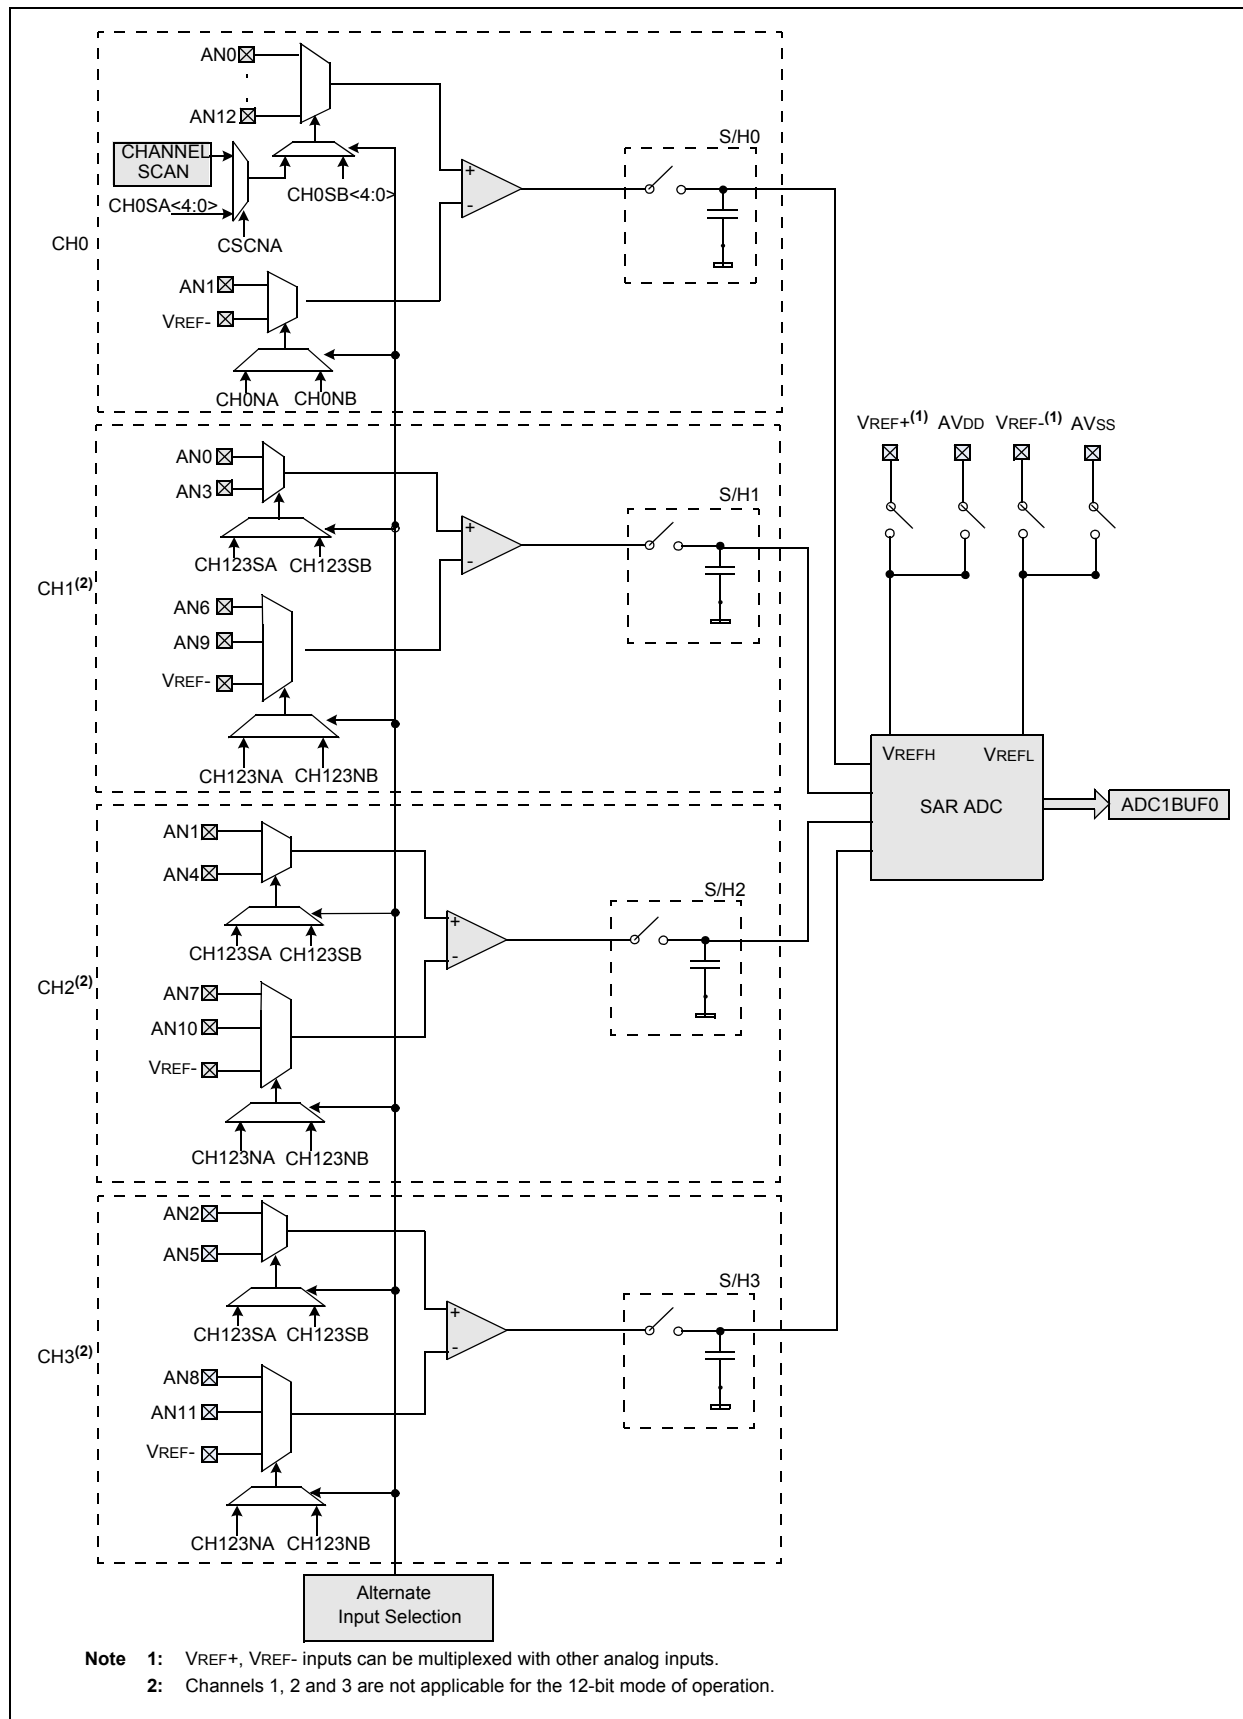 AN0
AN12
CHANNEL
SCAN
CH0SA<4:0>
CH0SB<4:0>
CSCNA
CH0
AN1
VREF-
CH0NA
CH0NB
+
-
S/H0
AN0
AN3
CH123SA
CH123SB
CH1(2)
AN6
AN9
VREF-
CH123NA
CH123NB
+
-
S/H1
VREF+(1)
AVDD
VREF-(1)
AVSS
VREFH
VREFL
SAR ADC
ADC1BUF0
AN1
AN4
CH123SA
CH123SB
CH2(2)
AN7
AN10
VREF-
CH123NA
CH123NB
+
-
S/H2
AN2
AN5
CH123SA
CH123SB
CH3(2)
AN8
AN11
VREF-
CH123NA
CH123NB
+
-
S/H3
Alternate
Input Selection
Note 1: VREF+, VREF- inputs can be multiplexed with other analog inputs.
2: Channels 1, 2 and 3 are not applicable for the 12-bit mode of operation.